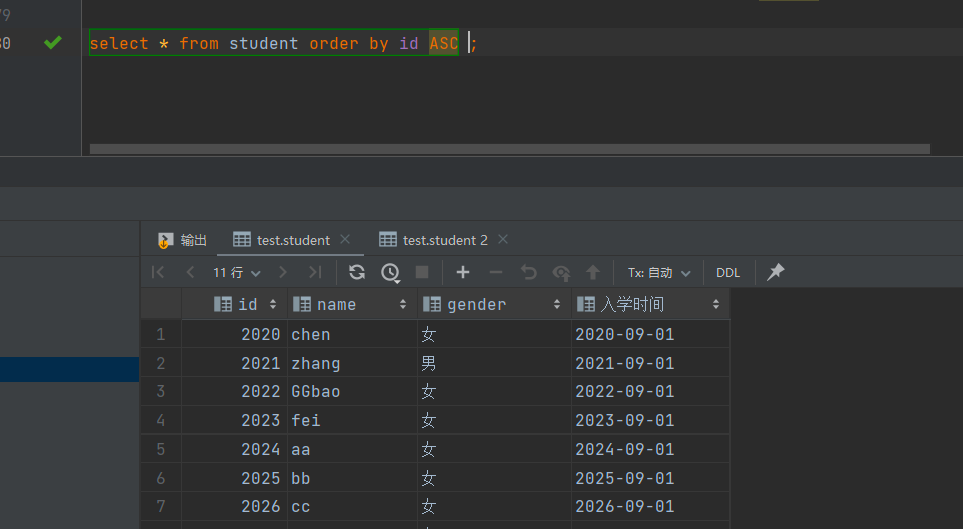 79
80 select * from student order by id ASC ;
输出 test.student test.student 2
11 行 Tx: 自动 DDL
id name gender 入学时间
1 2020 chen 女 2020-09-01
2 2021 zhang 男 2021-09-01
3 2022 GGbao 女 2022-09-01
4 2023 fei 女 2023-09-01
5 2024 aa 女 2024-09-01
6 2025 bb 女 2025-09-01
7 2026 cc 女 2026-09-01